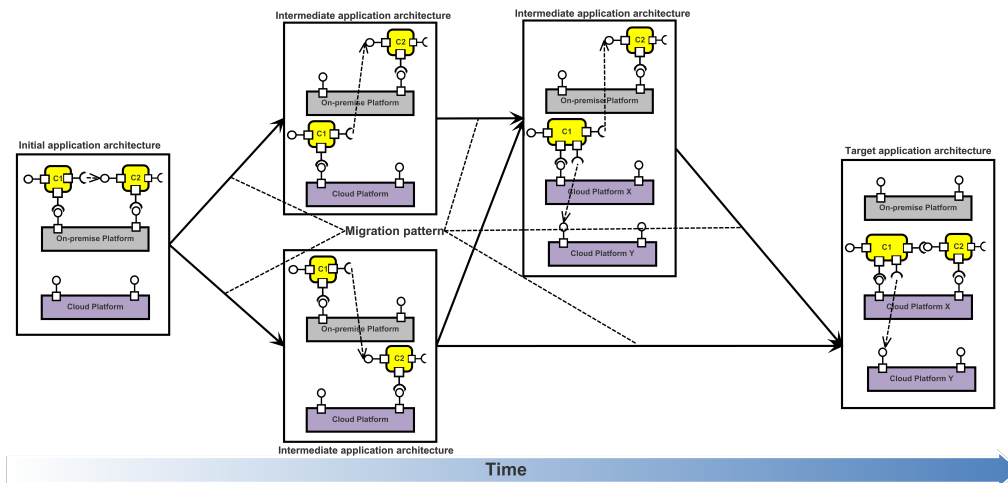 Initial application architecture
C1
C2
On-premise Platform
Cloud Platform
Intermediate application architecture
C2
On-premise Platform
C1
Cloud Platform
Migration pattern
C1
On-premise Platform
C2
Cloud Platform
Intermediate application architecture
Intermediate application architecture
C2
On-premise Platform
C1
Cloud Platform X
Cloud Platform Y
Target application architecture
On-premise Platform
C1
C2
Cloud Platform X
Cloud Platform Y
Time